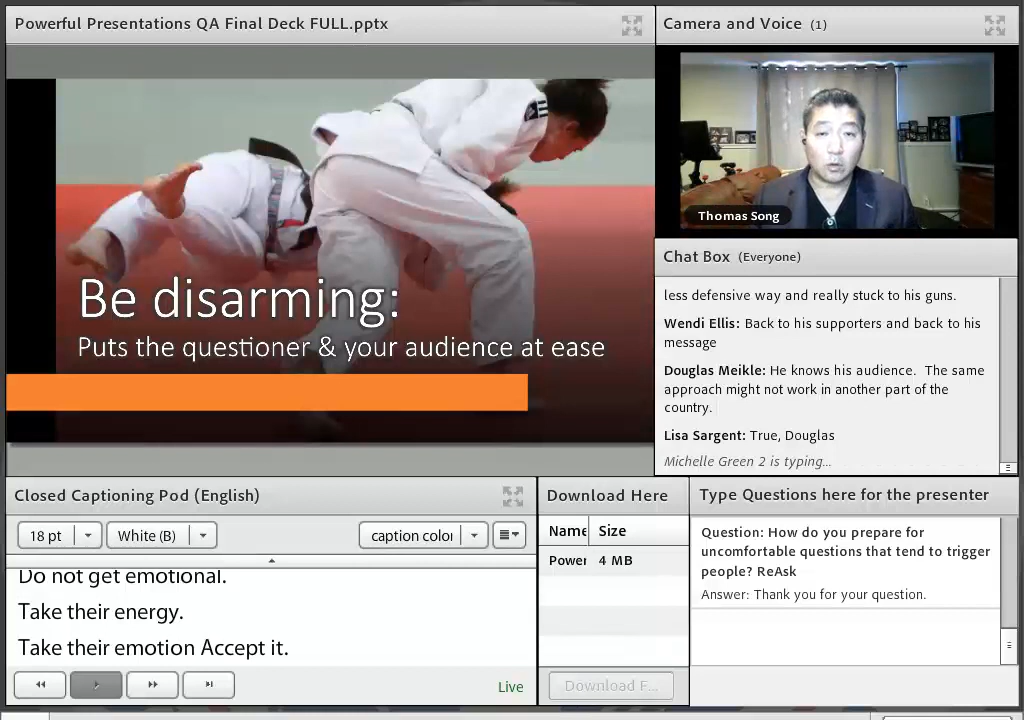 Powerful Presentations QA Final Deck FULL.pptx
Be disarming:
Puts the questioner & your audience at ease
Camera and Voice (1)
Thomas Song
Chat Box (Everyone)
less defensive way and really stuck to his guns.
Wendi Ellis: Back to his supporters and back to his
message
Douglas Meikle: He knows his audience. The same
approach might not work in another part of the
country.
Lisa Sargent: True, Douglas
Michelle Green 2 is typing...
Closed Captioning Pod (English)
18 pt
White (B)
caption color
Do not get emotional.
Take their energy.
Take their emotion Accept it.
Live
Download Here
Name Size
Power 4 MB
Download F...
Type Questions here for the presenter
Question: How do you prepare for
uncomfortable questions that tend to trigger
people? ReAsk
Answer: Thank you for your question.